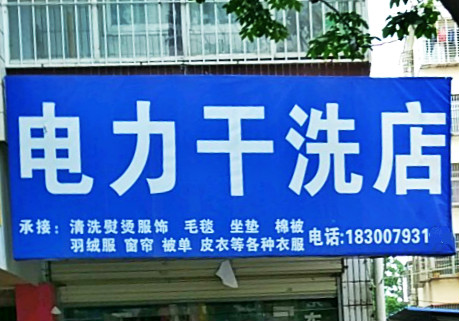 电力干洗店
承接：清洗熨烫服饰 毛毯 坐垫 棉被
羽绒服 窗帘 被单 皮衣等各种衣服 电话:183007931